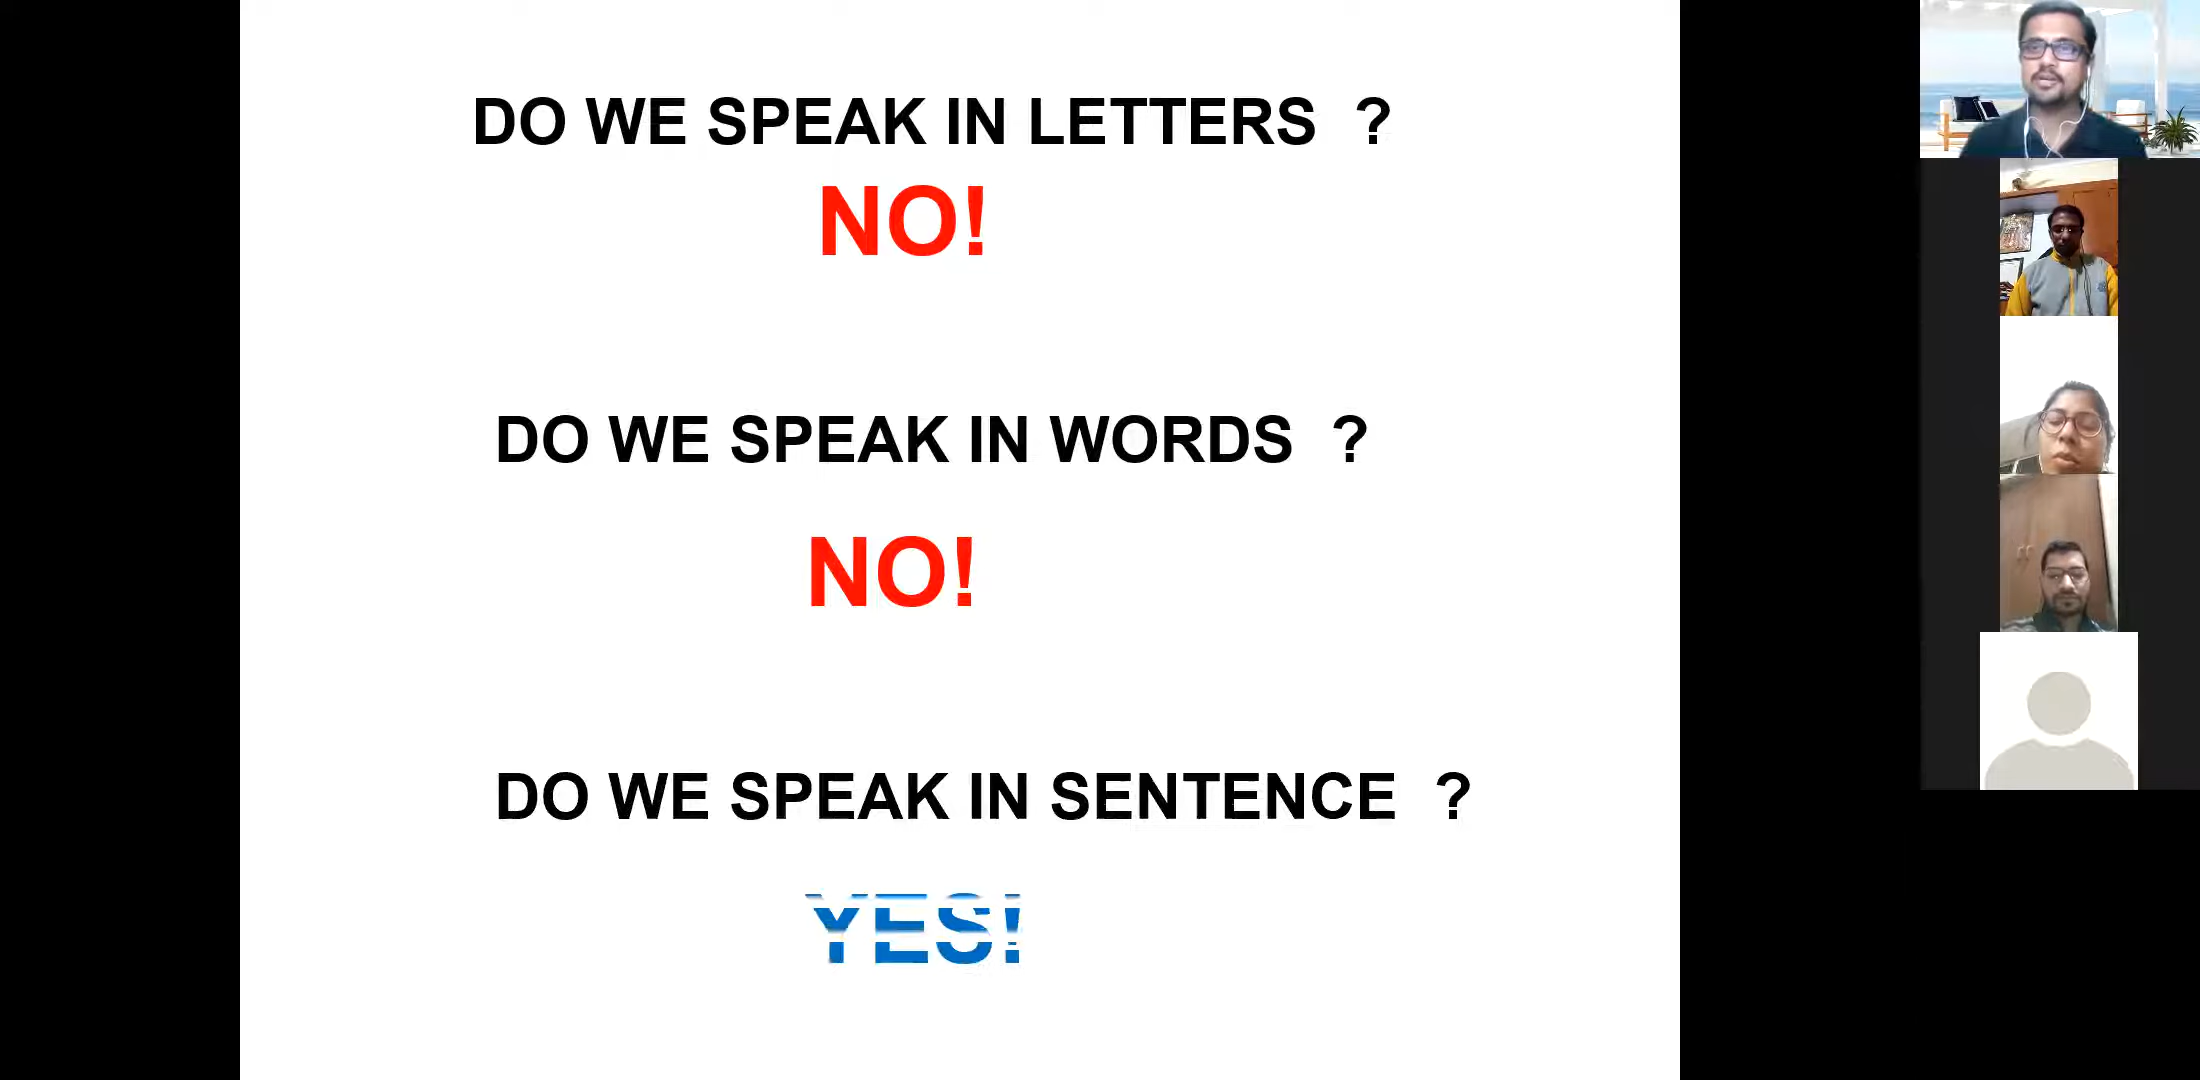 DO WE SPEAK IN LETTERS ?
NO!
DO WE SPEAK IN WORDS ?
NO!
DO WE SPEAK IN SENTENCE ?
YES!